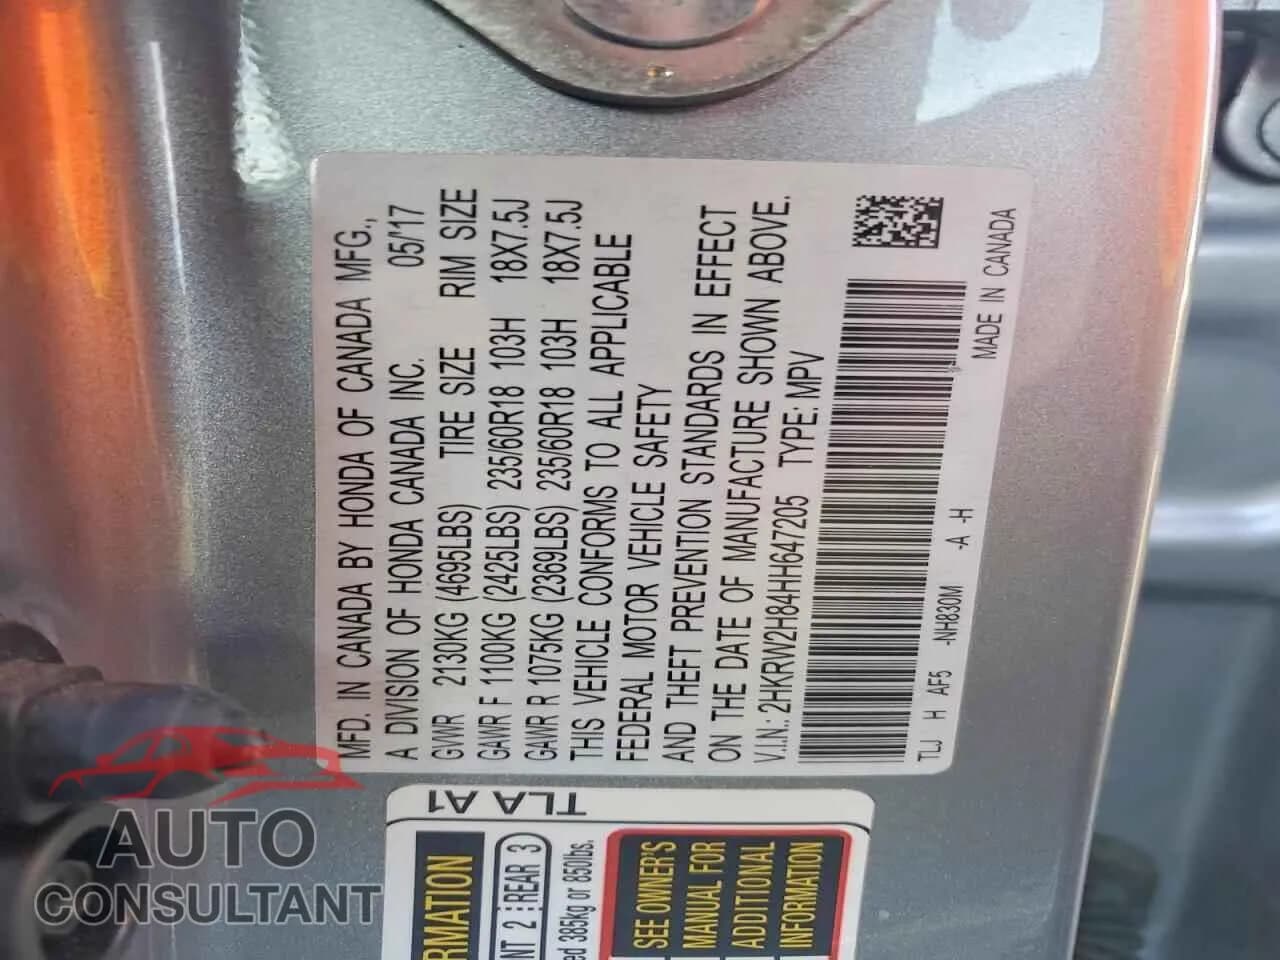 MFD. IN CANADA BY HONDA OF CANADA MFG.,
A DIVISION OF HONDA CANADA INC. 05/17
GVWR 2130KG (4695LBS) TIRE SIZE RIM SIZE
GAWR F 1100KG (2425LBS) 235/60R18 103H 18X7.5J
GAWR R 1075KG (2369LBS) 235/60R18 103H 18X7.5J
THIS VEHICLE CONFORMS TO ALL APPLICABLE
FEDERAL MOTOR VEHICLE SAFETY
AND THEFT PREVENTION STANDARDS IN EFFECT
ON THE DATE OF MANUFACTURE SHOWN ABOVE.
V.I.N.: 2HKRW2H84HH647205 TYPE: MPV
TLJ H AF5 -NH830M -A -H
MADE IN CANADA
TLA A1
2 REAR 3
385kg or 850lbs.
SEE OWNER'S
MANUAL FOR
ADDITIONAL
INFORMATION
AUTO
CONSULTANT